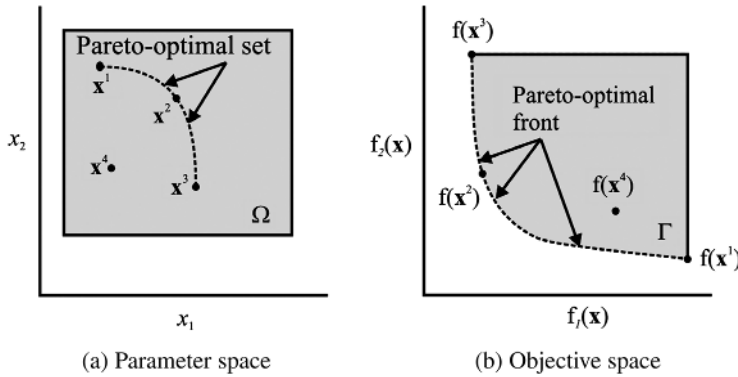 Pareto-optimal set
x¹
x²
x³
x⁴
Ω
x₂
x₁
(a) Parameter space
f(x³)
Pareto-optimal
front
f₂(x)
f(x²)
f(x⁴)
Γ
f(x¹)
f₁(x)
(b) Objective space